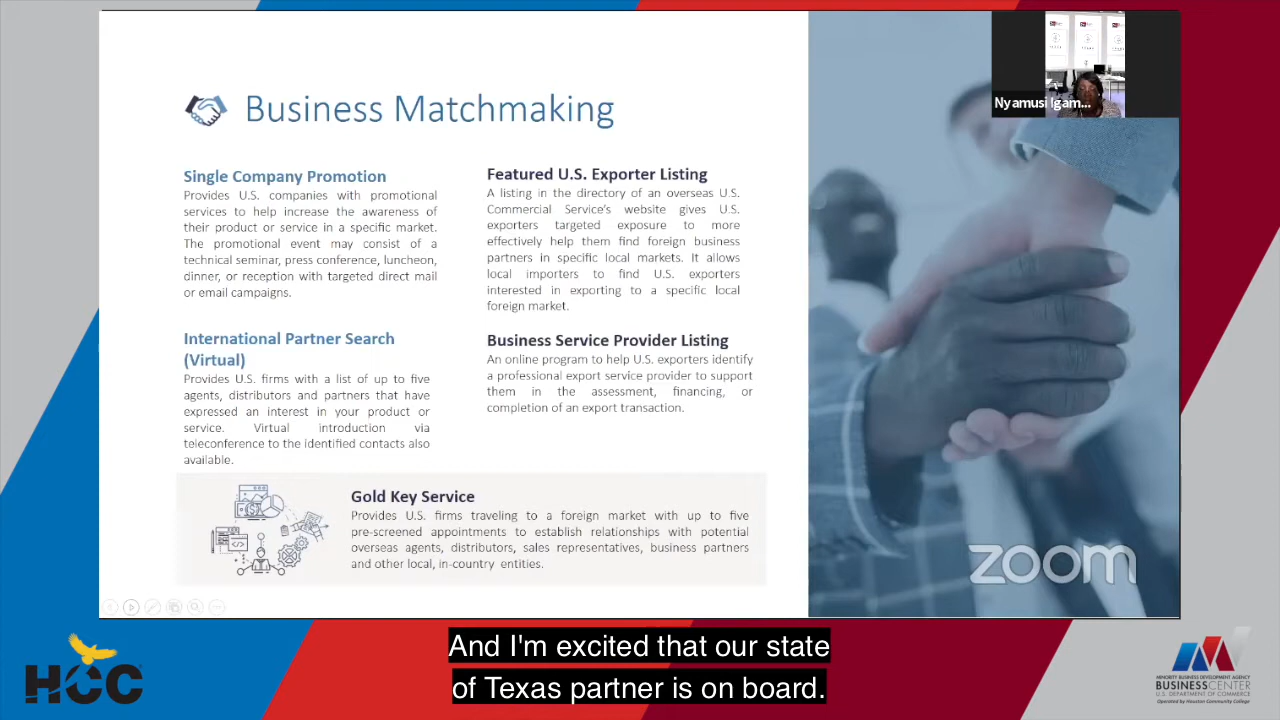 Business Matchmaking
Single Company Promotion
Provides U.S. companies with promotional
services to help increase the awareness of
their product or service in a specific market.
The promotional event may consist of a
technical seminar, press conference, luncheon,
dinner, or reception with targeted direct mail
or email campaigns.
International Partner Search
(Virtual)
Provides U.S. firms with a list of up to five
agents, distributors and partners that have
expressed an interest in your product or
service. Virtual introduction via
teleconference to the identified contacts also
available.
Featured U.S. Exporter Listing
A listing in the directory of an overseas U.S.
Commercial Service's website gives U.S.
exporters targeted exposure to more
effectively help them find foreign business
partners in specific local markets. It allows
local importers to find U.S. exporters
interested in exporting to a specific local
foreign market.
Business Service Provider Listing
An online program to help U.S. exporters identify
a professional export service provider to support
them in the assessment, financing, or
completion of an export transaction.
Gold Key Service
Provides U.S. firms traveling to a foreign market with up to five
pre-screened appointments to establish relationships with potential
overseas agents, distributors, sales representatives, business partners
and other local, in-country entities.
Nyamusi Igam...
zoom
And I'm excited that our state
of Texas partner is on board.
HCC
MINORITY BUSINESS DEVELOPMENT AGENCY
BUSINESS CENTER
U.S. DEPARTMENT OF COMMERCE
Operated by Houston Community College